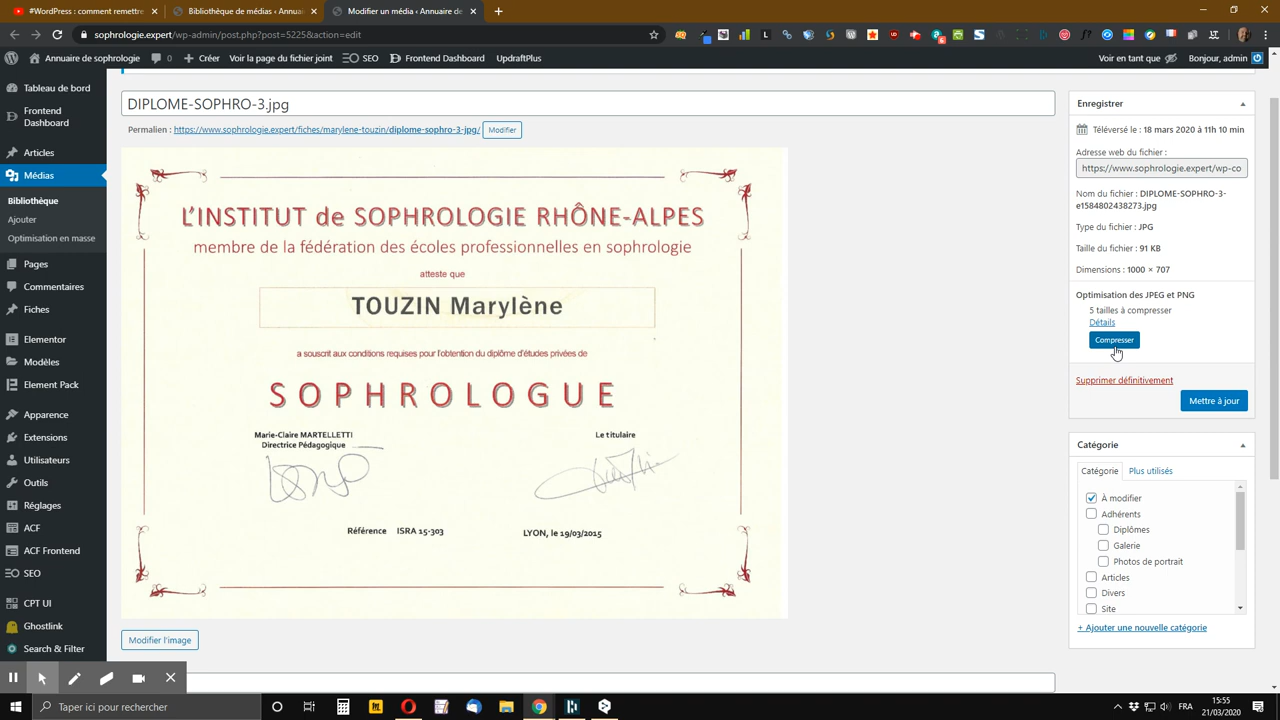 #WordPress : comment remettre
Bibliothèque de médias ‹ Annuai
Modifier un média ‹ Annuaire de
sophrologie.expert/wp-admin/post.php?post=5225&action=edit
Annuaire de sophrologie
0
Créer
Voir la page du fichier joint
SEO
Frontend Dashboard
UpdraftPlus
Voir en tant que
Bonjour, admin
Tableau de bord
Frontend
Dashboard
Articles
Médias
Bibliothèque
Ajouter
Optimisation en masse
Pages
Commentaires
Fiches
Elementor
Modèles
Element Pack
Apparence
Extensions
Utilisateurs
Outils
Réglages
ACF
ACF Frontend
SEO
CPT UI
Ghostlink
Search & Filter
DIPLOME-SOPHRO-3.jpg
Permalien : https://www.sophrologie.expert/fiches/marylene-touzin/diplome-sophro-3-jpg/ Modifier
L'INSTITUT de SOPHROLOGIE RHÔNE-ALPES
membre de la fédération des écoles professionnelles en sophrologie
atteste que
TOUZIN Marylène
a souscrit aux conditions requises pour l'obtention du diplôme d'études privées de
SOPHROLOGUE
Marie-Claire MARTELLETTI
Directrice Pédagogique
Le titulaire
Référence ISRA 15-303
LYON, le 19/03/2015
Modifier l'image
Enregistrer
Téléversé le : 18 mars 2020 à 11h 10 min
Adresse web du fichier :
https://www.sophrologie.expert/wp-co
Nom du fichier : DIPLOME-SOPHRO-3-
e1584802438273.jpg
Type du fichier : JPG
Taille du fichier : 91 KB
Dimensions : 1000 × 707
Optimisation des JPEG et PNG
5 tailles à compresser
Détails
Compresser
Supprimer définitivement
Mettre à jour
Catégorie
Catégorie
Plus utilisés
À modifier
Adhérents
Diplômes
Galerie
Photos de portrait
Articles
Divers
Site
+ Ajouter une nouvelle catégorie
Taper ici pour rechercher
FRA
15:55
21/03/2020